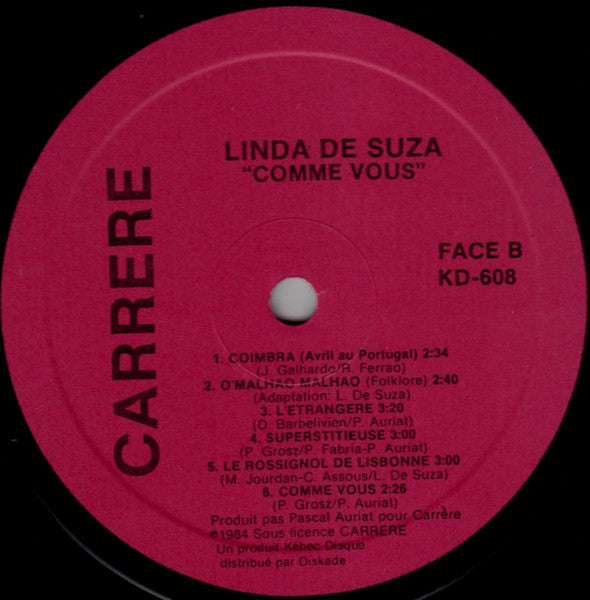 CARRERE
LINDA DE SUZA
"COMME VOUS"
FACE B
KD-608
1. COIMBRA (Avril au Portugal) 2:34
(J. Galhardo/R. Ferrao)
2. O'MALHAO MALHAO (Folklore) 2:40
(Adaptation: L. De Suza)
3. L'ETRANGERE 3:20
(D. Barbelivien/P. Auriat)
4. SUPERSTITIEUSE 3:00
(P. Grosz/P. Fabria-P. Auriat)
5. LE ROSSIGNOL DE LISBONNE 3:00
(M. Jourdan-C. Assous/L. De Suza)
6. COMME VOUS 2:26
(P. Grosz/P. Auriat)
Produit pas Pascal Auriat pour Carrère
℗1984 Sous licence CARRERE
Un produit Kébec Disque
distribué par Diskade